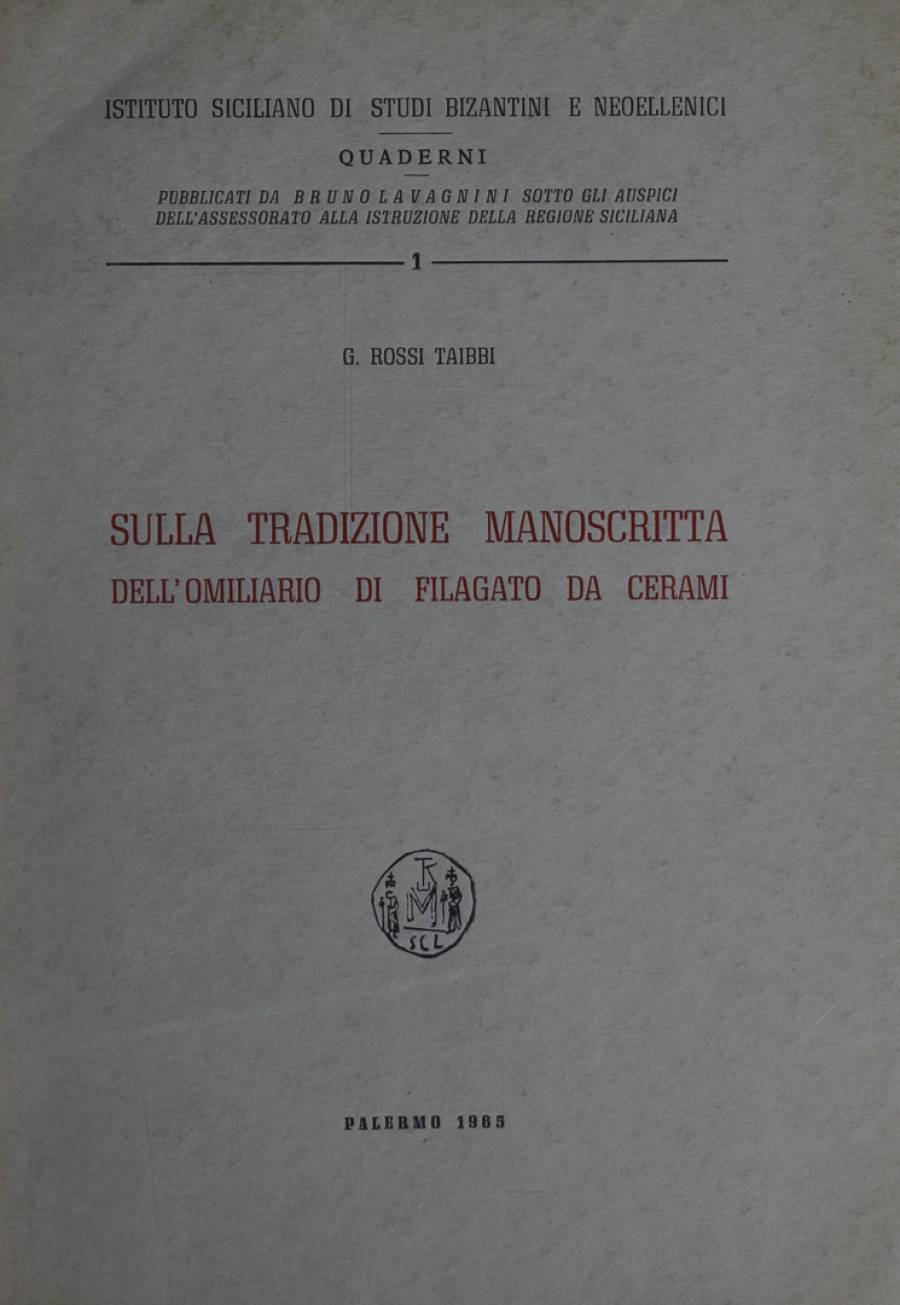 ISTITUTO SICILIANO DI STUDI BIZANTINI E NEOELLENICI
QUADERNI
PUBBLICATI DA BRUNO LAVAGNINI SOTTO GLI AUSPICI
DELL'ASSESSORATO ALLA ISTRUZIONE DELLA REGIONE SICILIANA
1
G. ROSSI TAIBBI
SULLA TRADIZIONE MANOSCRITTA
DELL'OMILIARIO DI FILAGATO DA CERAMI
SCL
PALERMO 1965